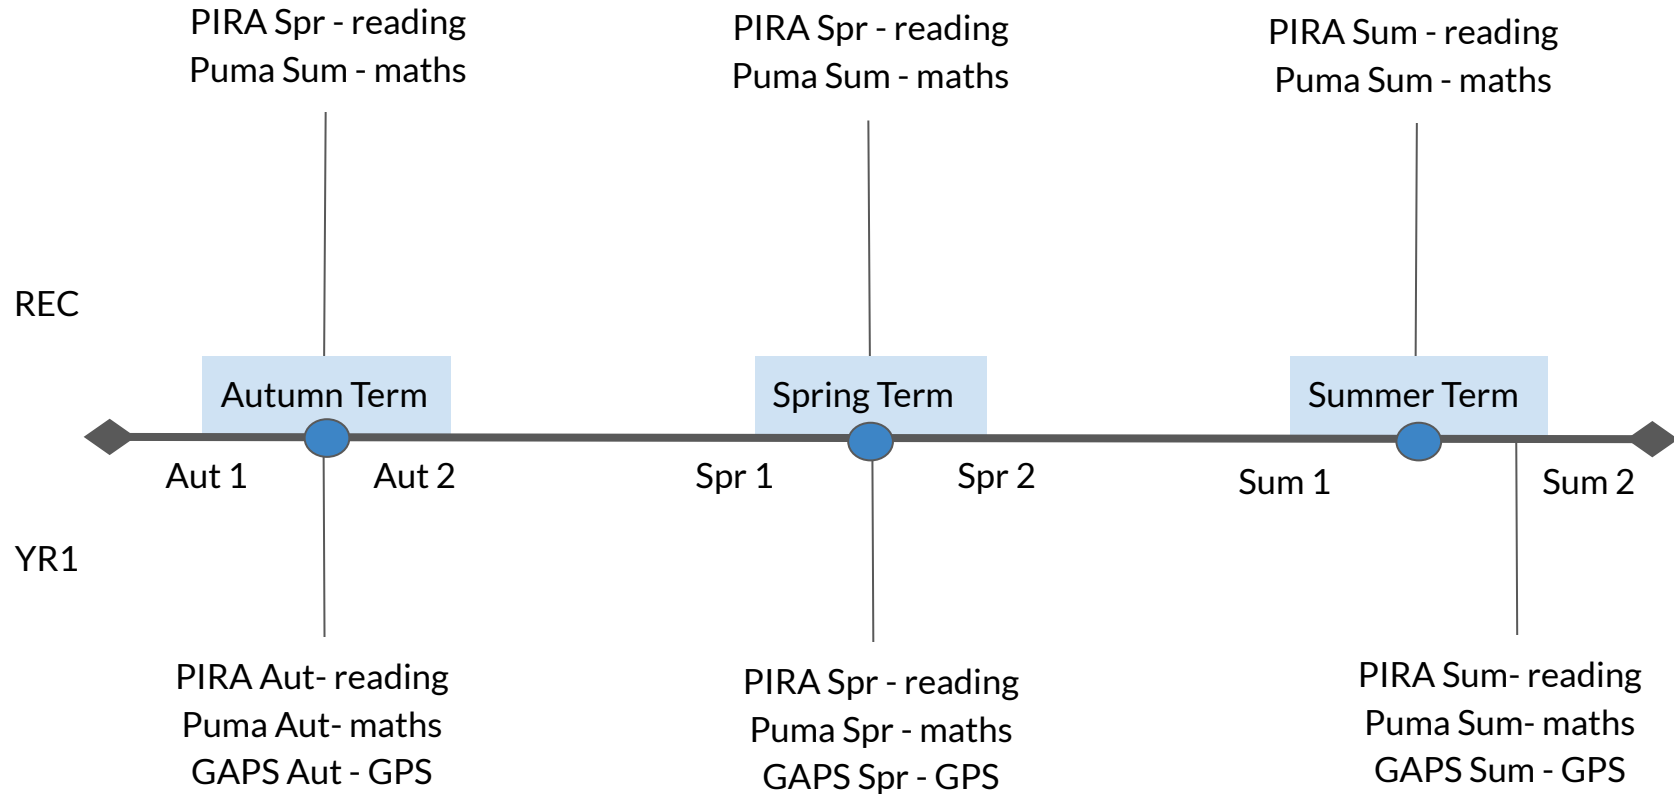 PIRA Spr - reading
Puma Sum - maths
PIRA Spr - reading
Puma Sum - maths
PIRA Sum - reading
Puma Sum - maths
REC
Autumn Term
Spring Term
Summer Term
Aut 1
Aut 2
Spr 1
Spr 2
Sum 1
Sum 2
YR1
PIRA Aut- reading
Puma Aut- maths
GAPS Aut - GPS
PIRA Spr - reading
Puma Spr - maths
GAPS Spr - GPS
PIRA Sum- reading
Puma Sum- maths
GAPS Sum - GPS